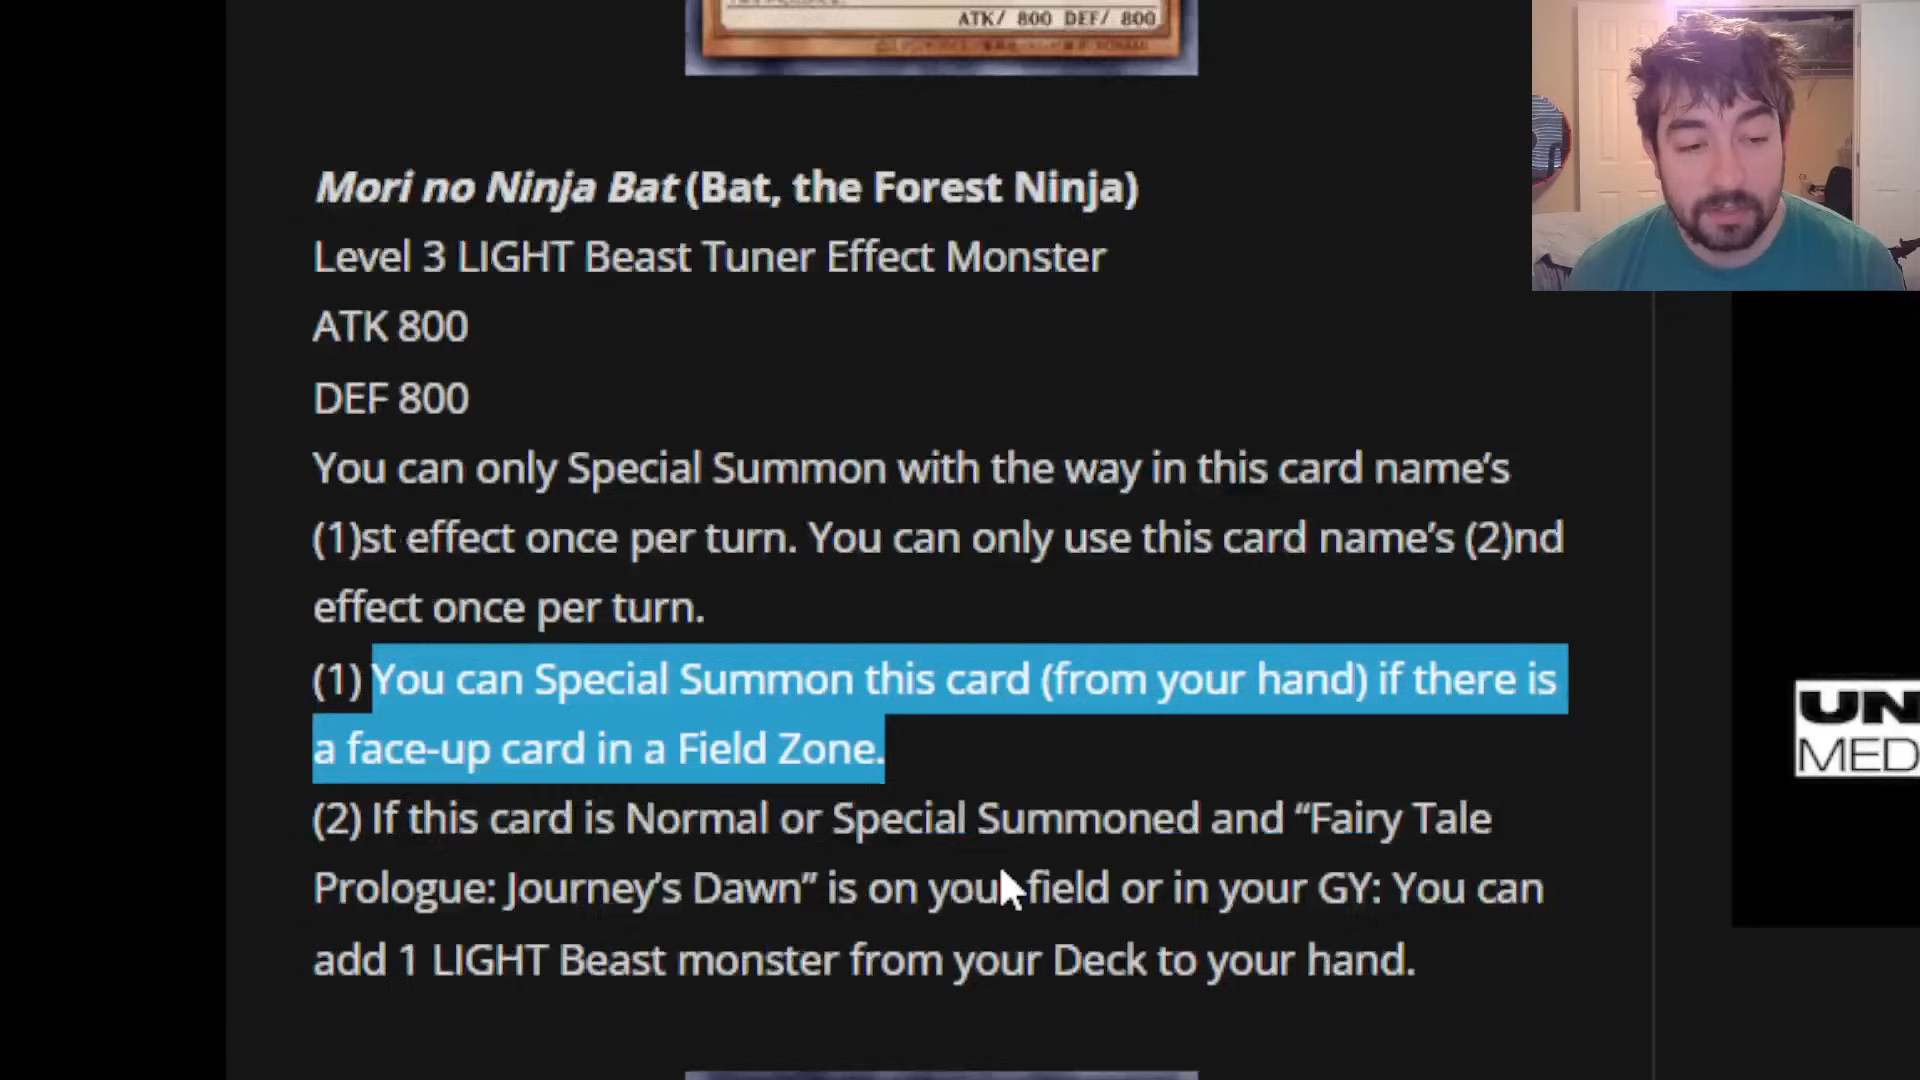 ATK/ 800 DEF/ 800
Mori no Ninja Bat (Bat, the Forest Ninja)
Level 3 LIGHT Beast Tuner Effect Monster
ATK 800
DEF 800
You can only Special Summon with the way in this card name’s
(1)st effect once per turn. You can only use this card name’s (2)nd
effect once per turn.
(1) You can Special Summon this card (from your hand) if there is
a face-up card in a Field Zone.
(2) If this card is Normal or Special Summoned and “Fairy Tale
Prologue: Journey’s Dawn” is on your field or in your GY: You can
add 1 LIGHT Beast monster from your Deck to your hand.
UN
MED